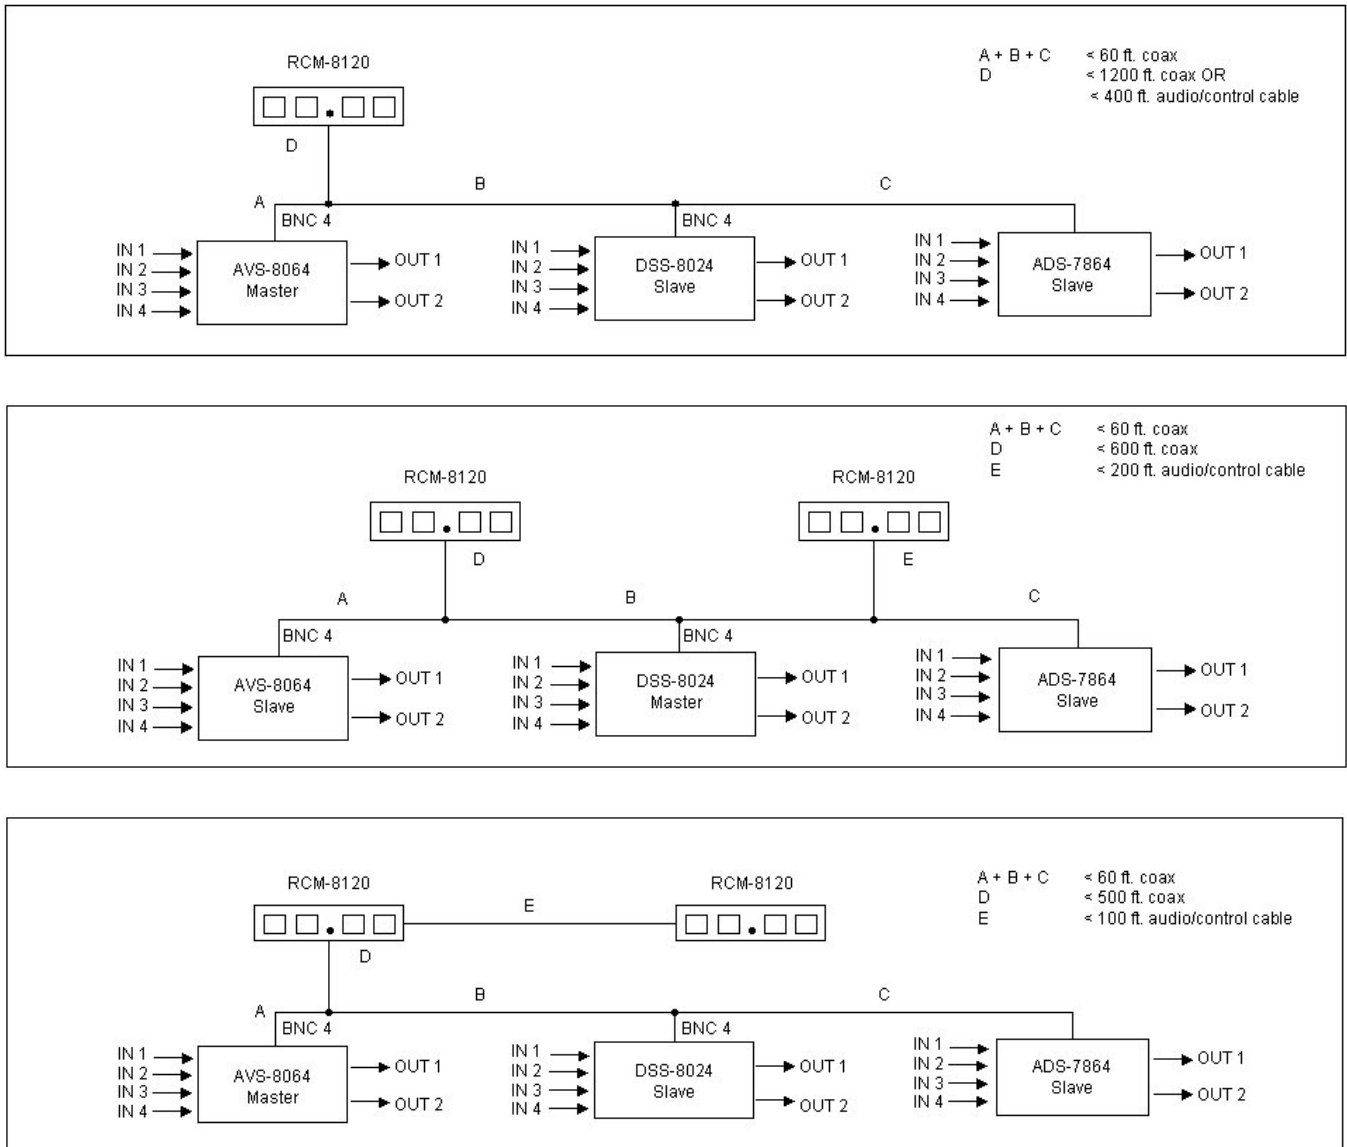 RCM-8120
A + B + C < 60 ft. coax
D < 1200 ft. coax OR
< 400 ft. audio/control cable
D
A
B
C
BNC 4
BNC 4
IN 1
IN 2
IN 3
IN 4
AVS-8064
Master
OUT 1
OUT 2
IN 1
IN 2
IN 3
IN 4
DSS-8024
Slave
OUT 1
OUT 2
IN 1
IN 2
IN 3
IN 4
ADS-7864
Slave
OUT 1
OUT 2
A + B + C < 60 ft. coax
D < 600 ft. coax
E < 200 ft. audio/control cable
RCM-8120
RCM-8120
D
E
A
B
C
BNC 4
BNC 4
IN 1
IN 2
IN 3
IN 4
AVS-8064
Slave
OUT 1
OUT 2
IN 1
IN 2
IN 3
IN 4
DSS-8024
Master
OUT 1
OUT 2
IN 1
IN 2
IN 3
IN 4
ADS-7864
Slave
OUT 1
OUT 2
RCM-8120
RCM-8120
A + B + C < 60 ft. coax
D < 500 ft. coax
E < 100 ft. audio/control cable
E
D
A
B
C
BNC 4
BNC 4
IN 1
IN 2
IN 3
IN 4
AVS-8064
Master
OUT 1
OUT 2
IN 1
IN 2
IN 3
IN 4
DSS-8024
Slave
OUT 1
OUT 2
IN 1
IN 2
IN 3
IN 4
ADS-7864
Slave
OUT 1
OUT 2